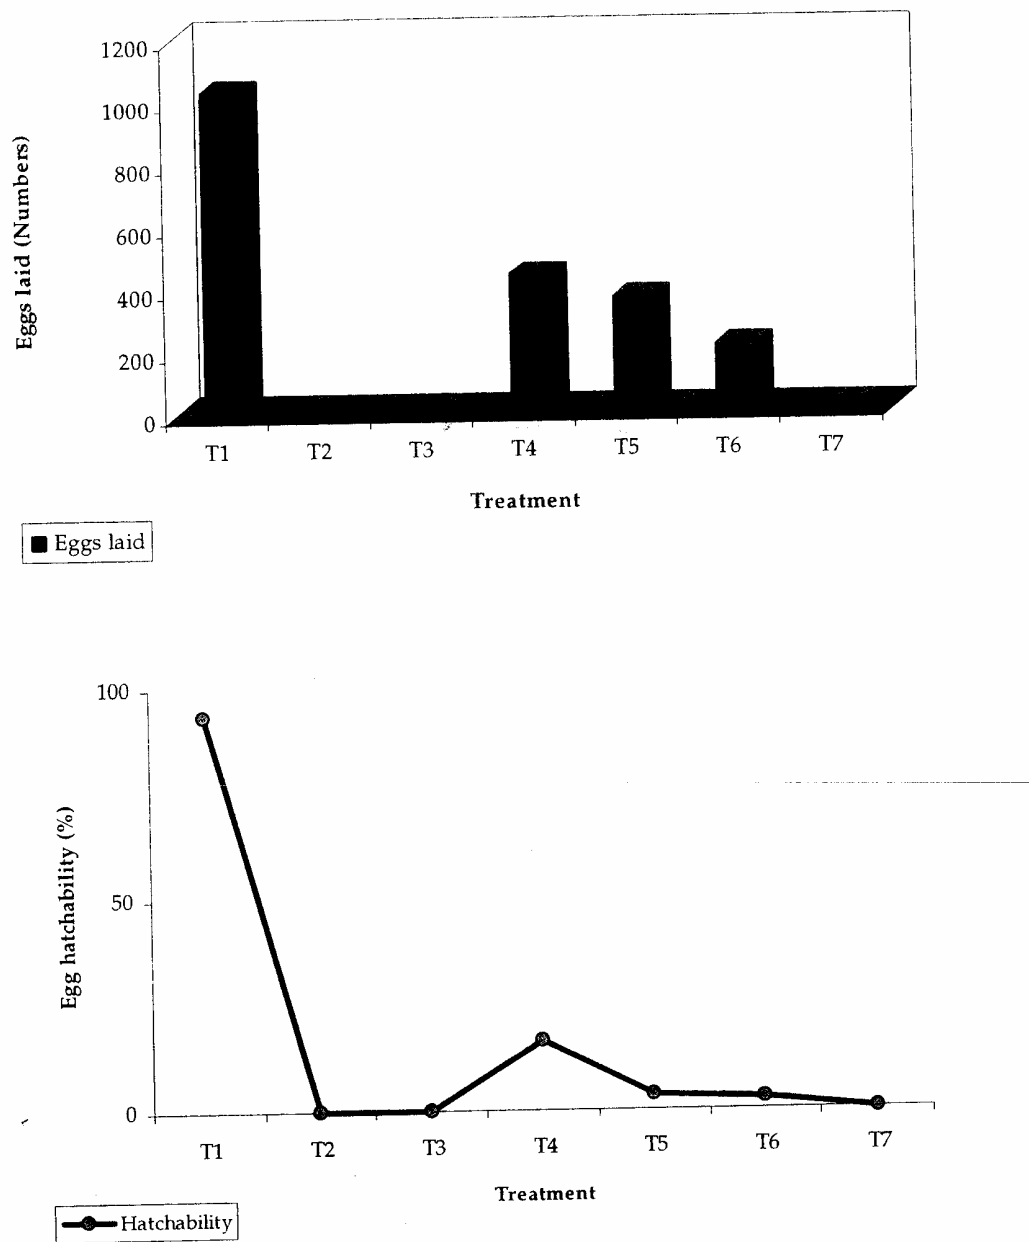 1200
1000
800
600
400
200
0
Eggs laid (Numbers)
T1 T2 T3 T4 T5 T6 T7
Treatment
Eggs laid
100
50
0
Egg hatchability (%)
T1 T2 T3 T4 T5 T6 T7
Treatment
Hatchability